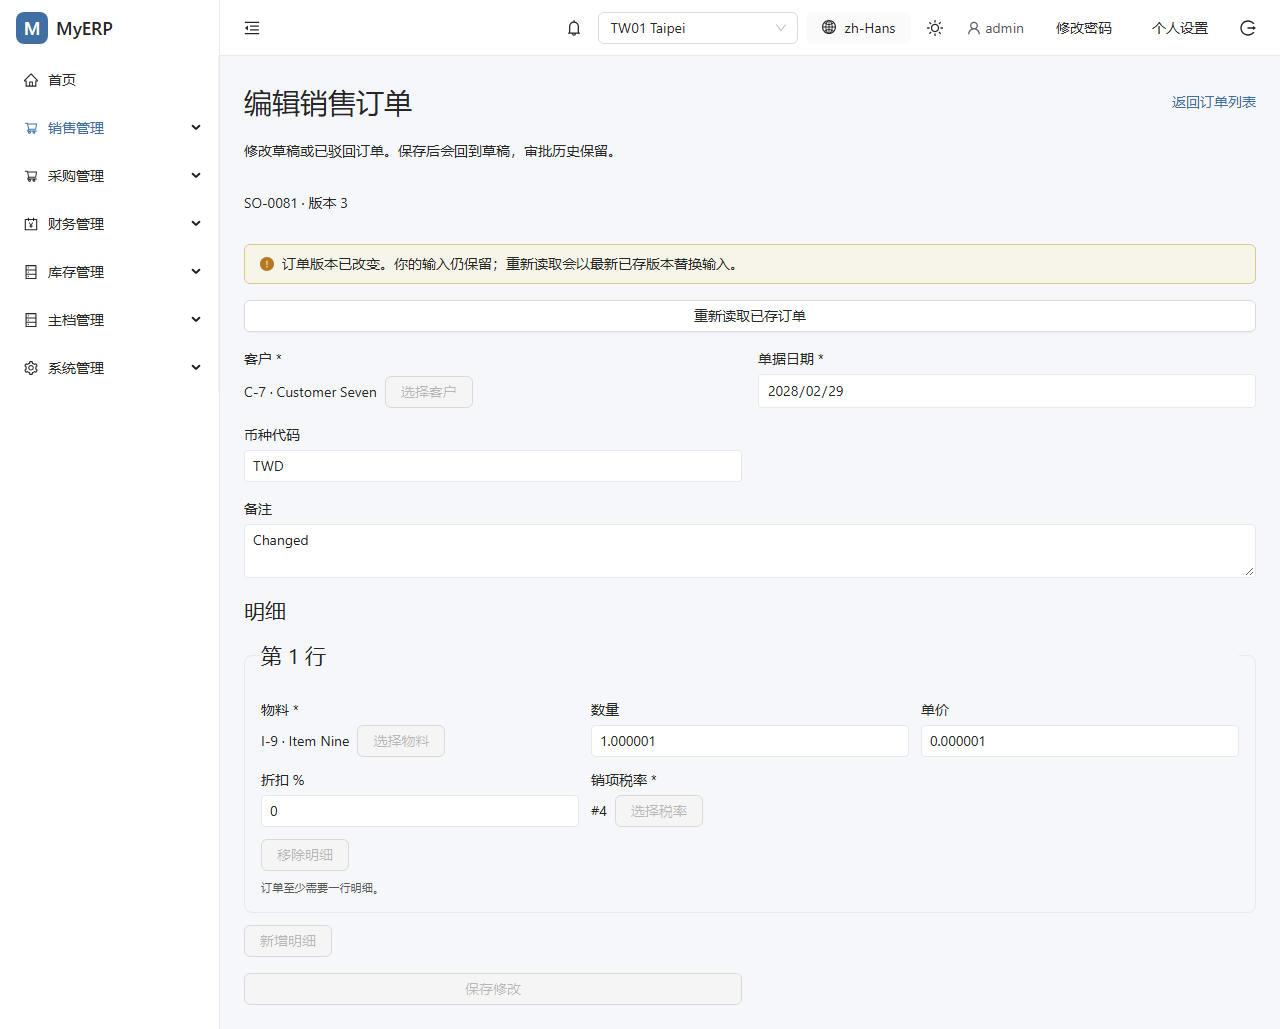 M MyERP
TW01 Taipei
zh-Hans
admin
修改密码
个人设置
首页
销售管理
采购管理
财务管理
库存管理
主档管理
系统管理
编辑销售订单
返回订单列表
修改草稿或已驳回订单。保存后会回到草稿，审批历史保留。
SO-0081 · 版本 3
订单版本已改变。你的输入仍保留；重新读取会以最新已存版本替换输入。
重新读取已存订单
客户 *
单据日期 *
C-7 · Customer Seven 选择客户
2028/02/29
币种代码
TWD
备注
Changed
明细
第 1 行
物料 *
数量
单价
I-9 · Item Nine 选择物料
1.000001
0.000001
折扣 %
销项税率 *
0
#4 选择税率
移除明细
订单至少需要一行明细。
新增明细
保存修改